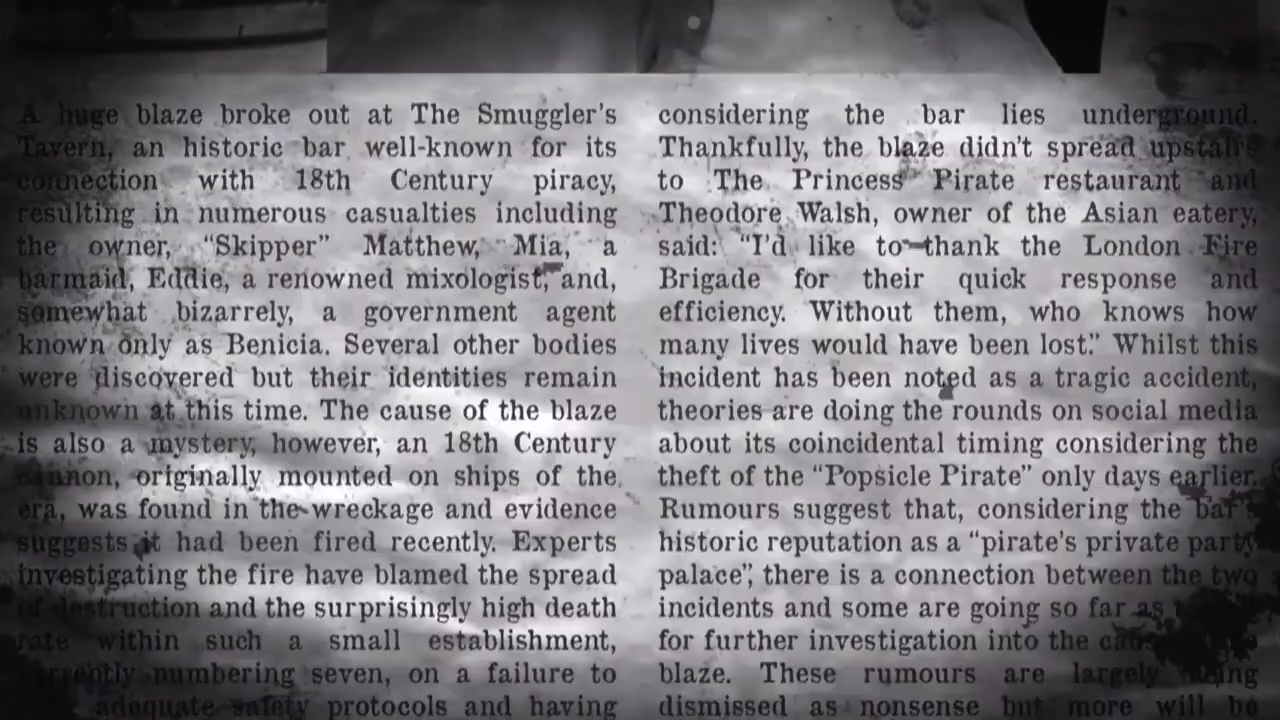 A huge blaze broke out at The Smuggler's
Tavern, an historic bar well-known for its
connection with 18th Century piracy,
resulting in numerous casualties including
the owner, “Skipper” Matthew, Mia, a
barmaid, Eddie, a renowned mixologist, and,
somewhat bizarrely, a government agent
known only as Benicia. Several other bodies
were discovered but their identities remain
unknown at this time. The cause of the blaze
is also a mystery, however, an 18th Century
cannon, originally mounted on ships of the
era, was found in the wreckage and evidence
suggests it had been fired recently. Experts
investigating the fire have blamed the spread
of destruction and the surprisingly high death
rate within such a small establishment,
currently numbering seven, on a failure to
adequate safety protocols and having
considering the bar lies underground.
Thankfully, the blaze didn't spread upstairs
to The Princess Pirate restaurant and
Theodore Walsh, owner of the Asian eatery,
said: “I'd like to thank the London Fire
Brigade for their quick response and
efficiency. Without them, who knows how
many lives would have been lost.” Whilst this
incident has been noted as a tragic accident,
theories are doing the rounds on social media
about its coincidental timing considering the
theft of the “Popsicle Pirate” only days earlier.
Rumours suggest that, considering the bar's
historic reputation as a “pirate's private party
palace”, there is a connection between the two
incidents and some are going so far as
for further investigation into the
blaze. These rumours are largely being
dismissed as nonsense but more will be